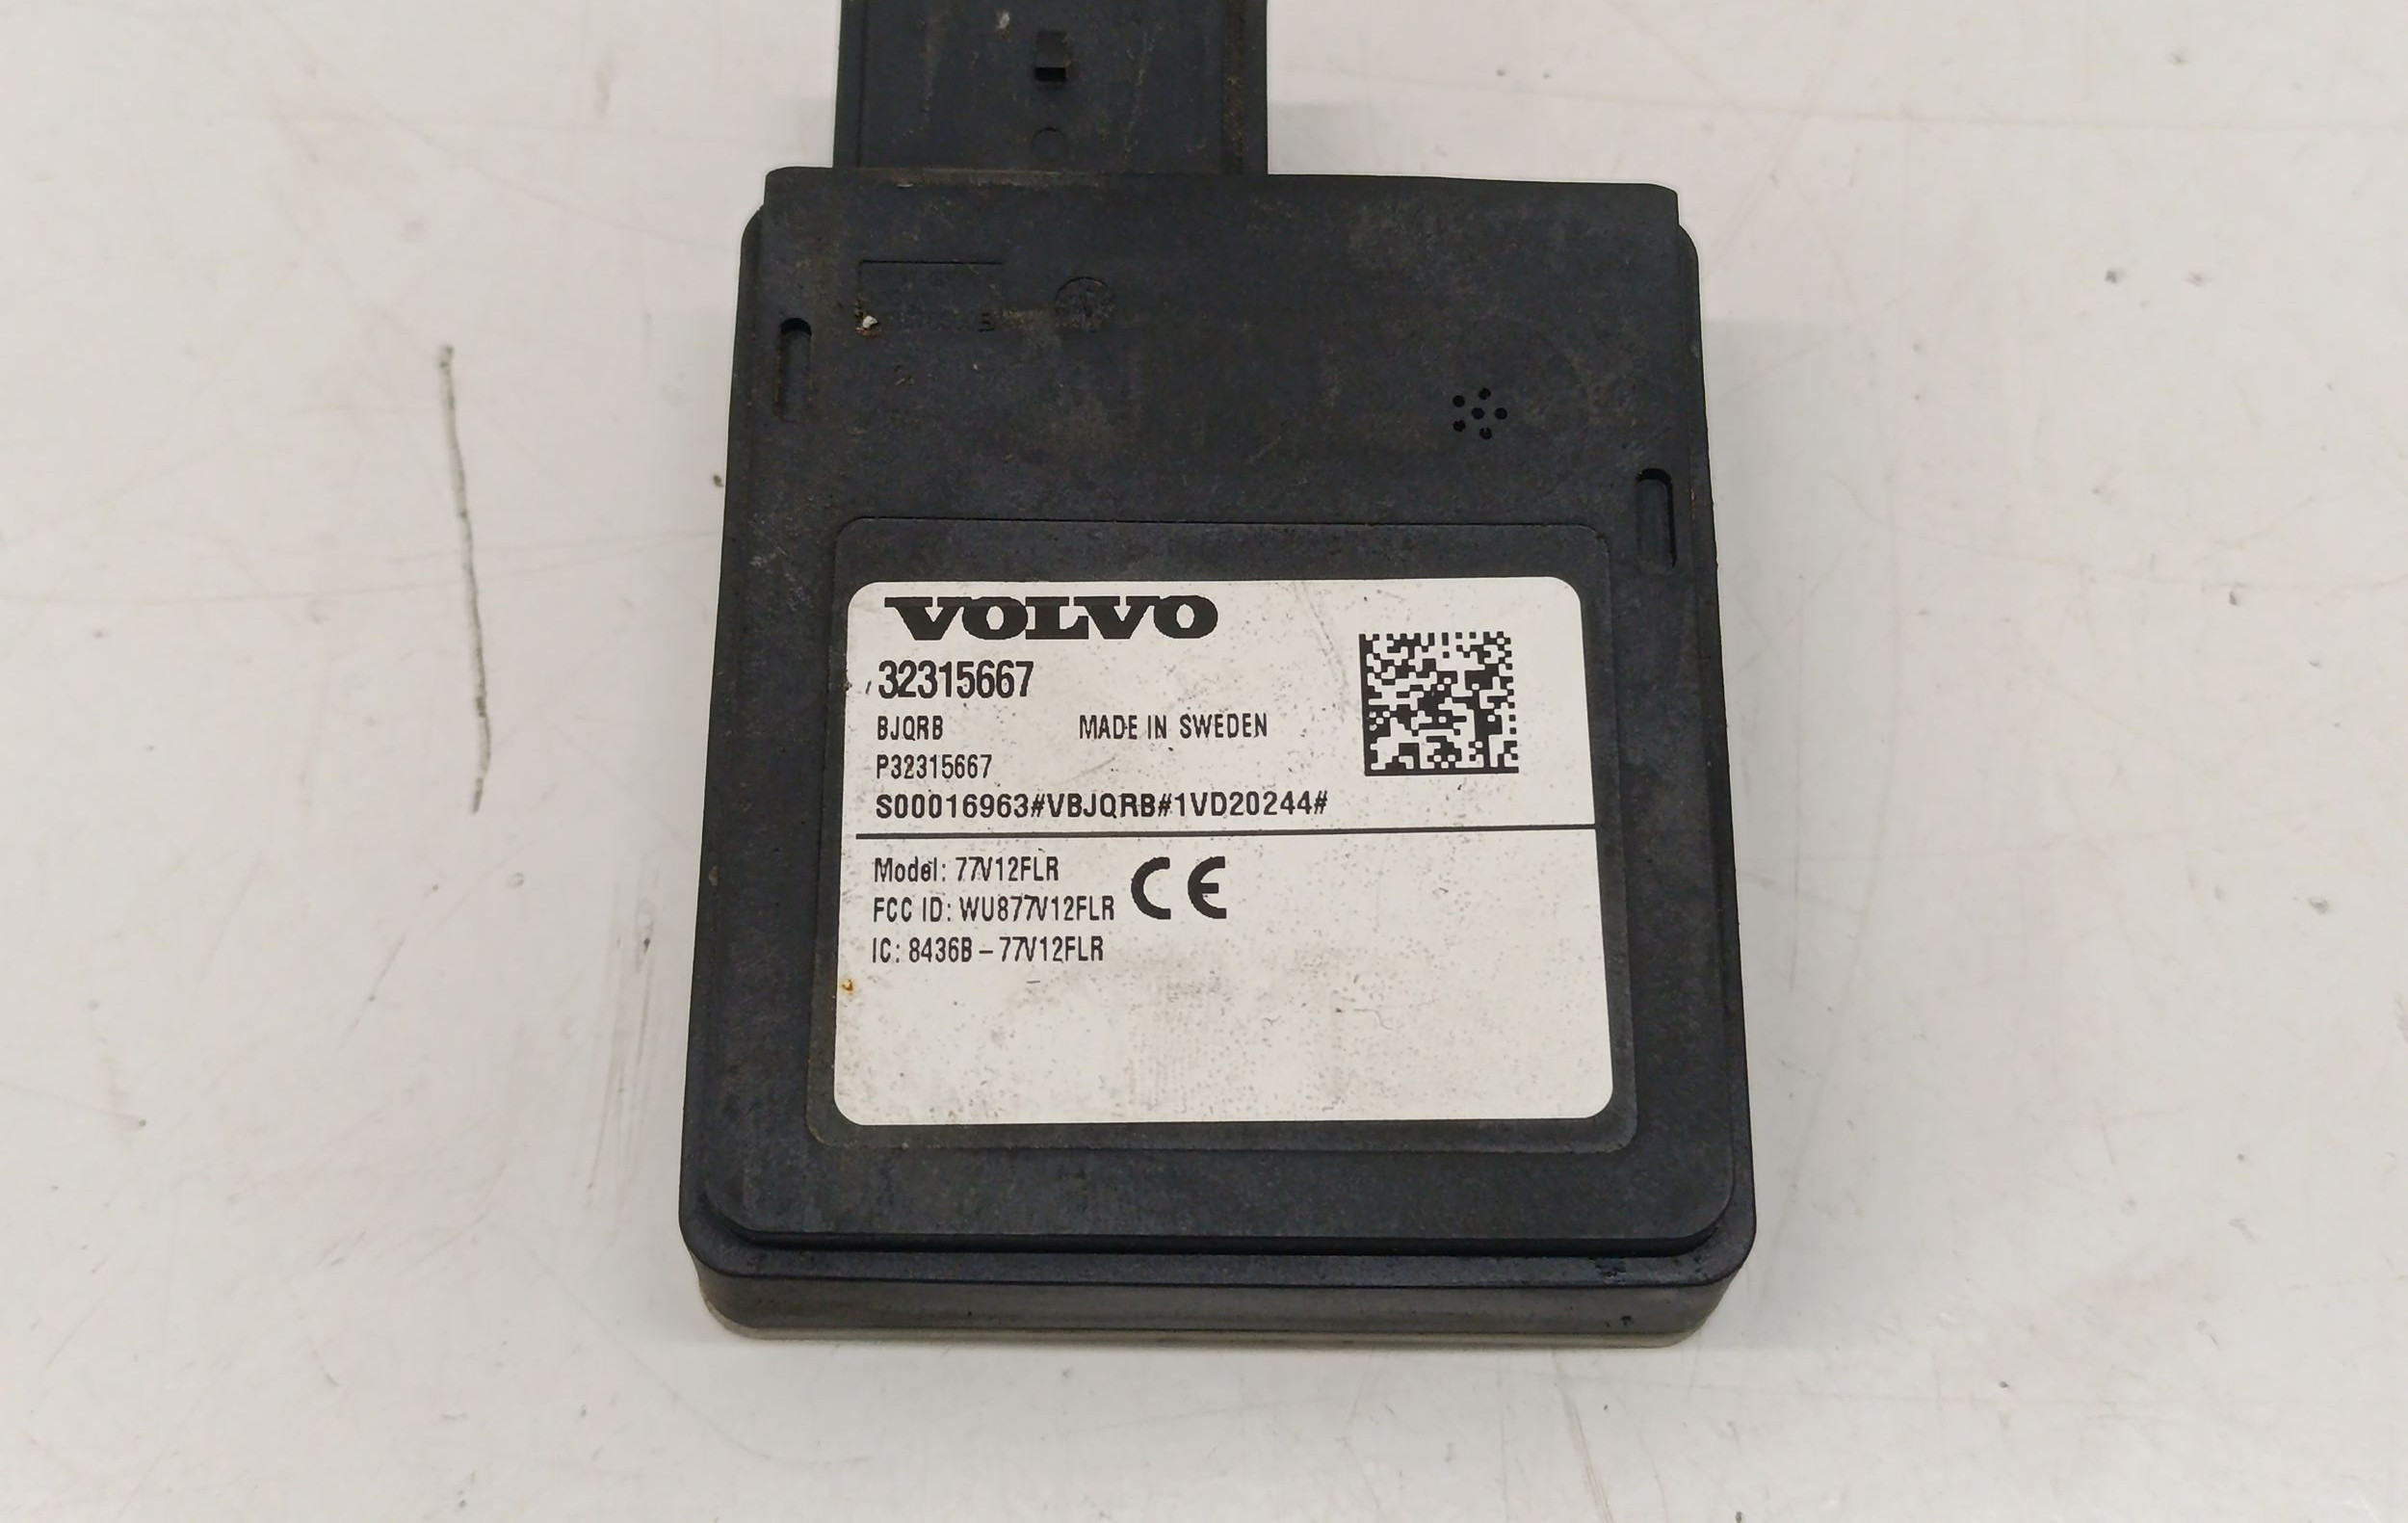 VOLVO
32315667
BJQRB MADE IN SWEDEN
P32315667
S00016963#VBJQRB#1VD20244#
Model: 77V12FLR
CE
FCC ID: WU877V12FLR
IC: 8436B-77V12FLR